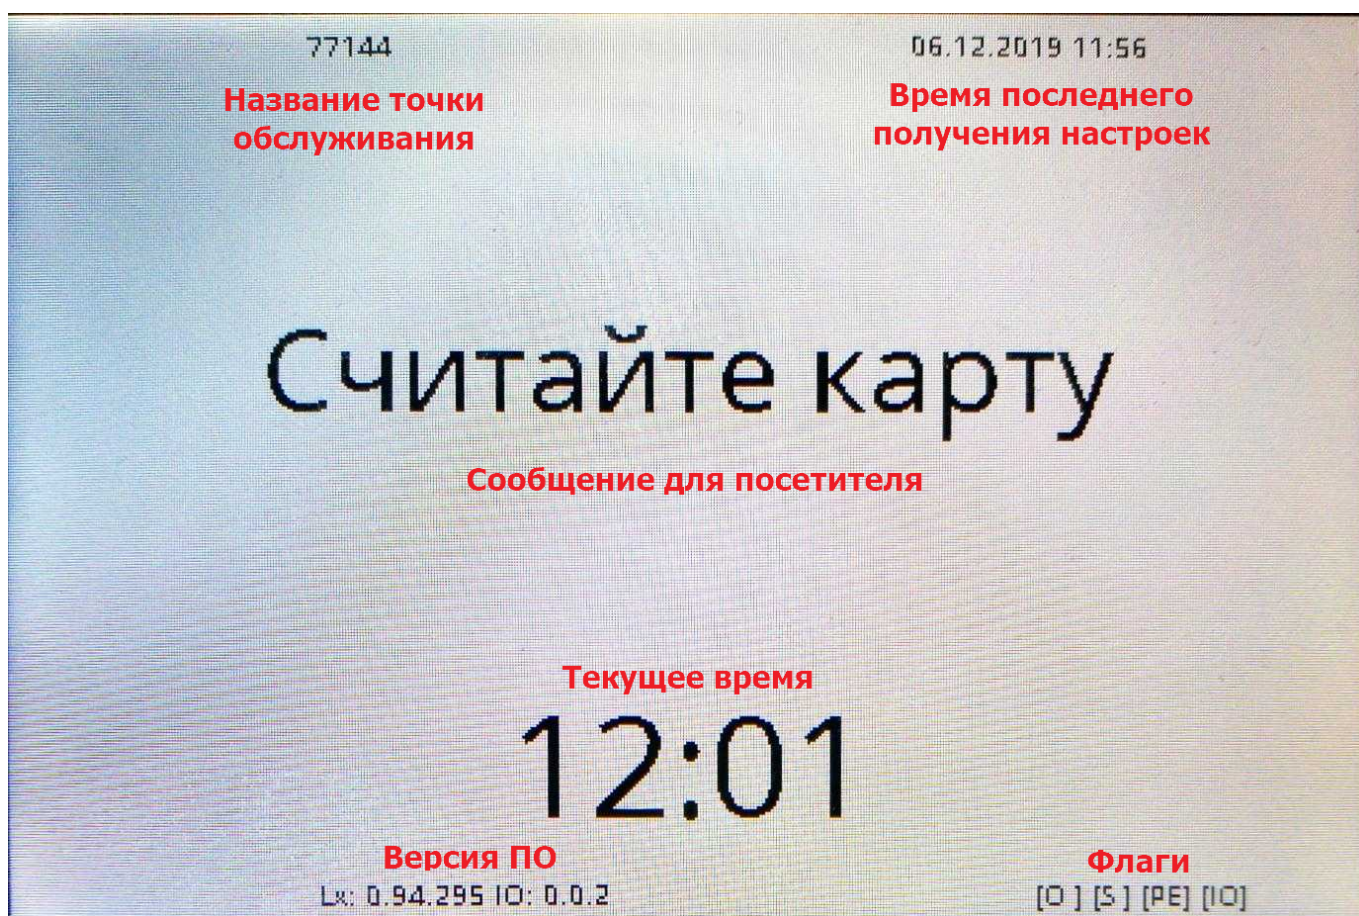 77144
06.12.2019 11:56
Название точки
обслуживания
Время последнего
получения настроек
Считайте карту
Сообщение для посетителя
Текущее время
12:01
Версия ПО
Флаги
Lx: 0.94.295 IO: 0.0.2
[O ] [S ] [PE] [IO]